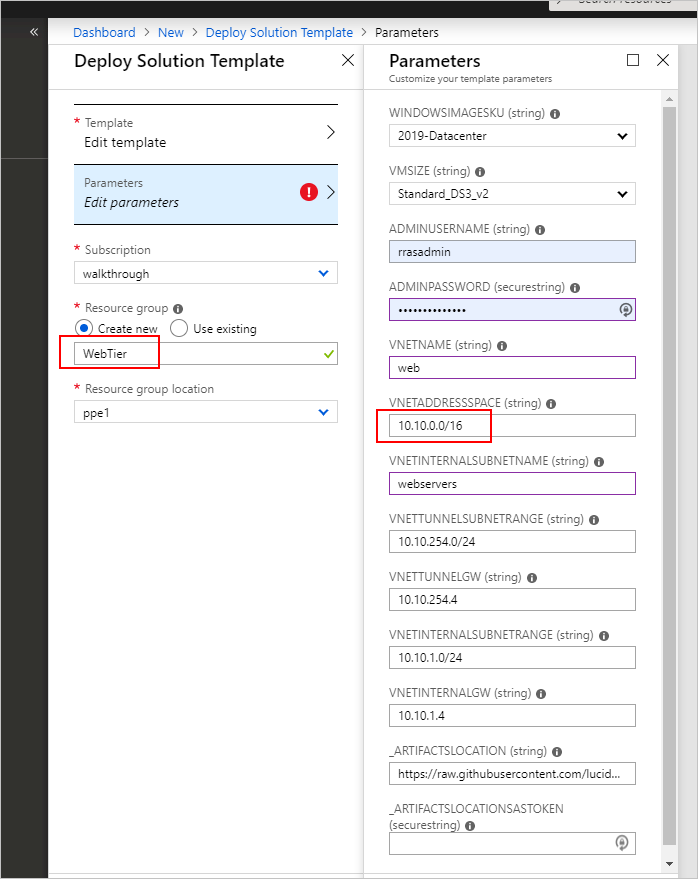 Search resources
«
Dashboard > New > Deploy Solution Template > Parameters
Deploy Solution Template
* Template
Edit template
Parameters
Edit parameters
!
* Subscription
walkthrough
* Resource group
Create new
Use existing
WebTier
* Resource group location
ppe1
Parameters
Customize your template parameters
WINDOWSIMAGESKU (string)
2019-Datacenter
VMSIZE (string)
Standard_DS3_v2
ADMINUSERNAME (string)
rrasadmin
ADMINPASSWORD (securestring)
••••••••••••••
VNETNAME (string)
web
VNETADDRESSSPACE (string)
10.10.0.0/16
VNETINTERNALSUBNETNAME (string)
webservers
VNETTUNNELSUBNETRANGE (string)
10.10.254.0/24
VNETTUNNELGW (string)
10.10.254.4
VNETINTERNALSUBNETRANGE (string)
10.10.1.0/24
VNETINTERNALGW (string)
10.10.1.4
_ARTIFACTSLOCATION (string)
https://raw.githubusercontent.com/lucid...
_ARTIFACTSLOCATIONSASTOKEN
(securestring)